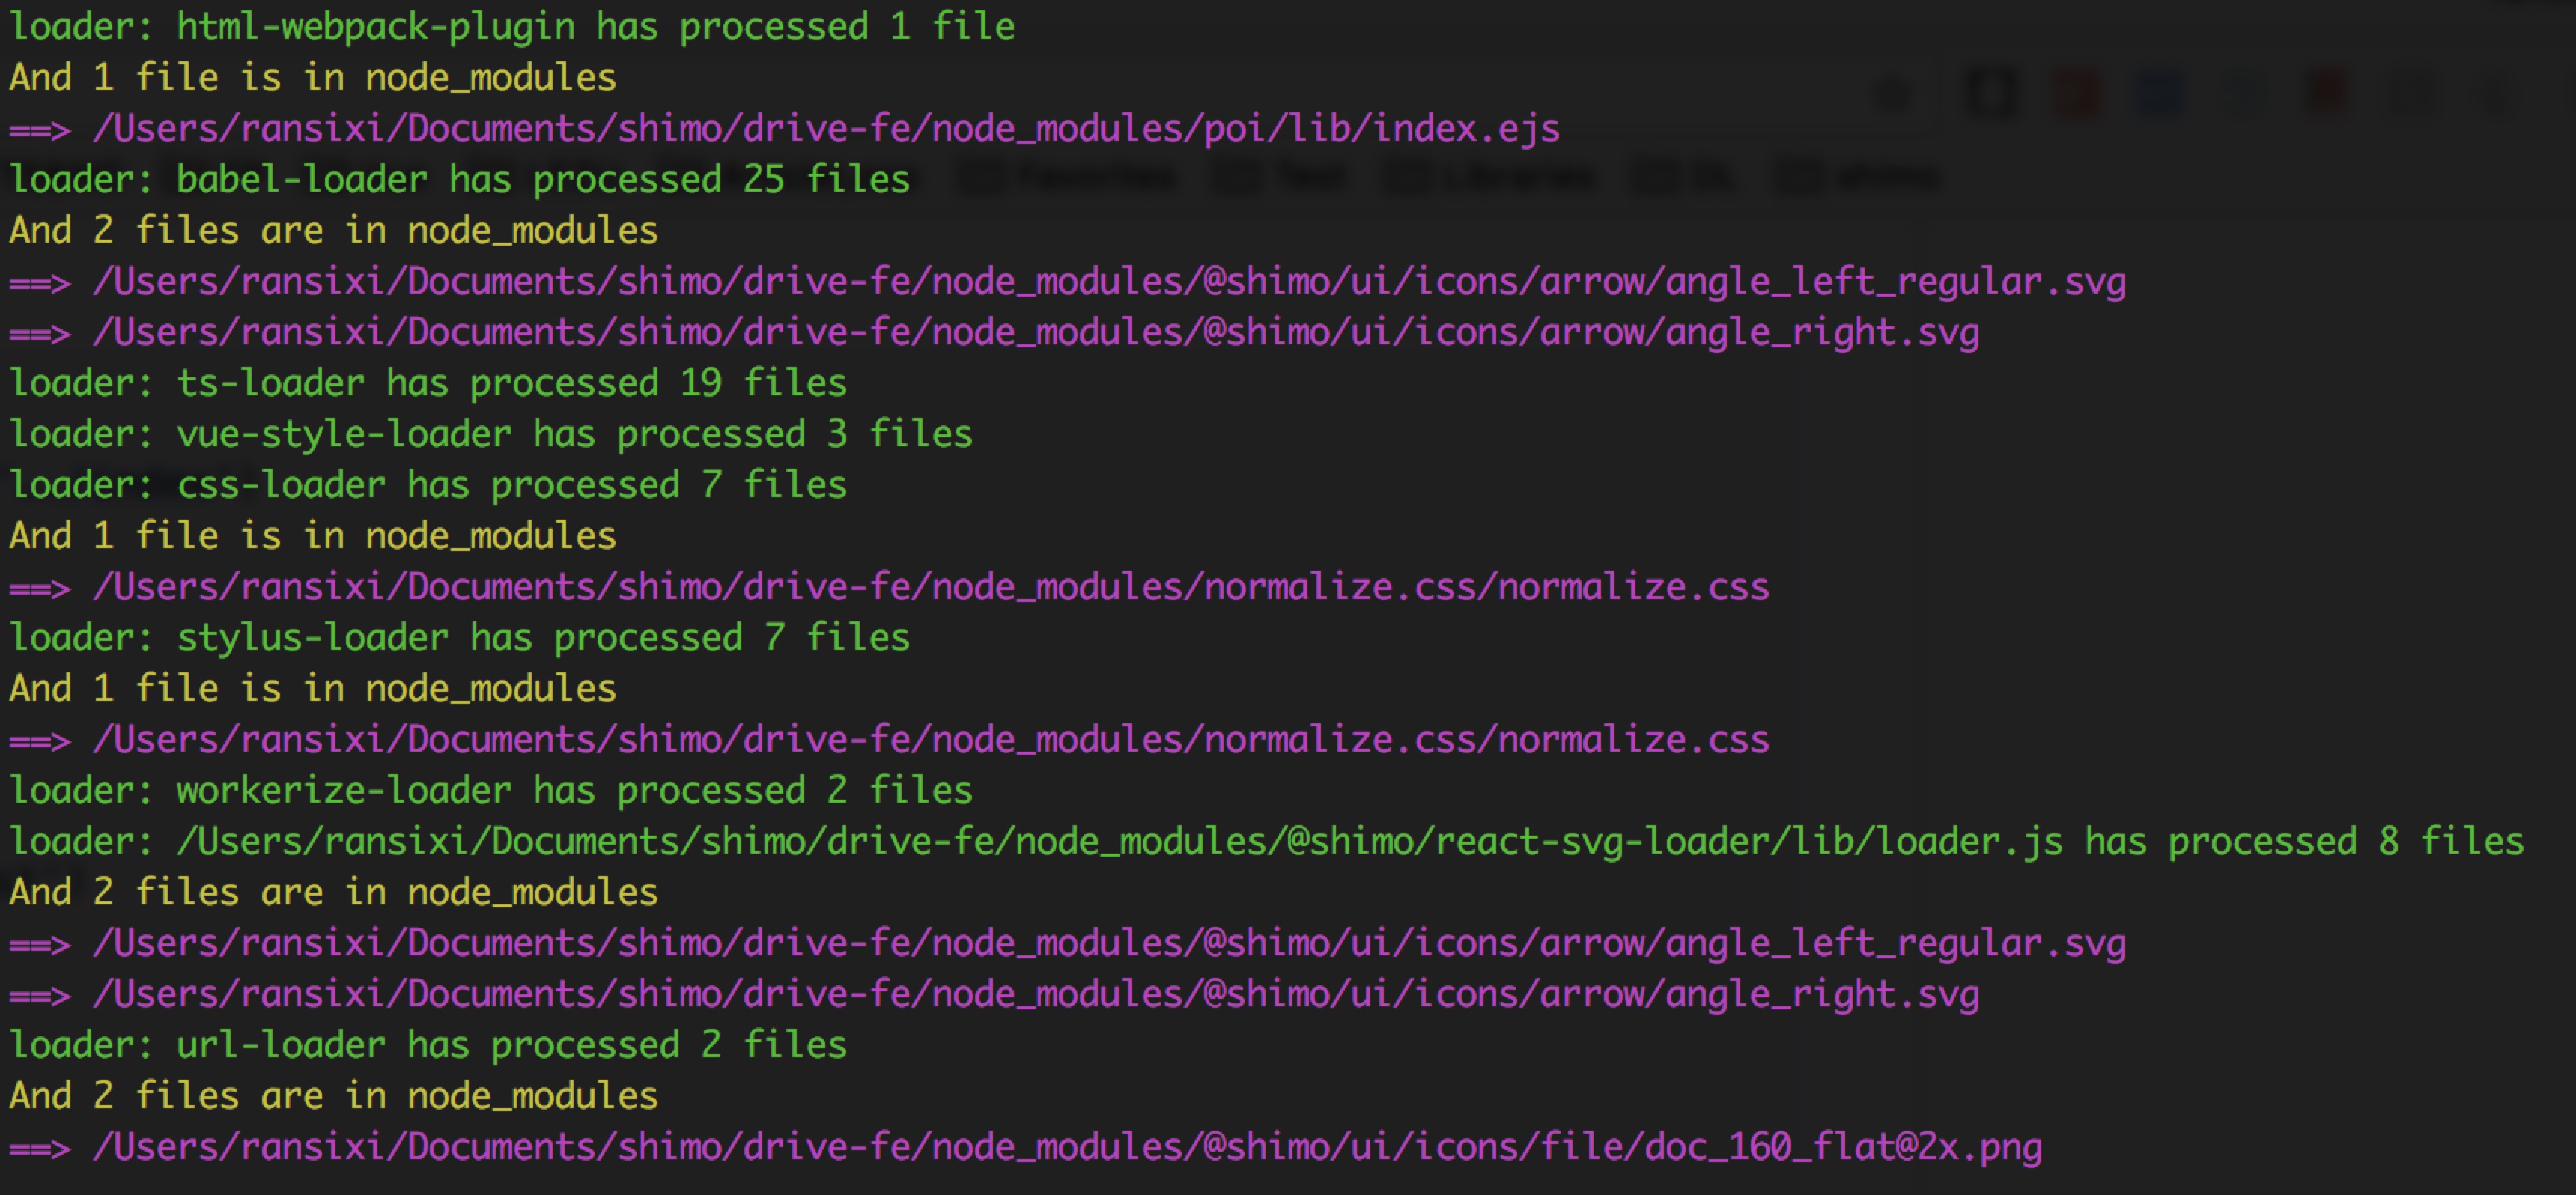 loader: html-webpack-plugin has processed 1 file
And 1 file is in node_modules
==> /Users/ransixi/Documents/shimo/drive-fe/node_modules/poi/lib/index.ejs
loader: babel-loader has processed 25 files
Favorites Test Libraries DL shimo
And 2 files are in node_modules
==> /Users/ransixi/Documents/shimo/drive-fe/node_modules/@shimo/ui/icons/arrow/angle_left_regular.svg
==> /Users/ransixi/Documents/shimo/drive-fe/node_modules/@shimo/ui/icons/arrow/angle_right.svg
loader: ts-loader has processed 19 files
loader: vue-style-loader has processed 3 files
loader: css-loader has processed 7 files
And 1 file is in node_modules
==> /Users/ransixi/Documents/shimo/drive-fe/node_modules/normalize.css/normalize.css
loader: stylus-loader has processed 7 files
And 1 file is in node_modules
==> /Users/ransixi/Documents/shimo/drive-fe/node_modules/normalize.css/normalize.css
loader: workerize-loader has processed 2 files
loader: /Users/ransixi/Documents/shimo/drive-fe/node_modules/@shimo/react-svg-loader/lib/loader.js has processed 8 files
And 2 files are in node_modules
==> /Users/ransixi/Documents/shimo/drive-fe/node_modules/@shimo/ui/icons/arrow/angle_left_regular.svg
==> /Users/ransixi/Documents/shimo/drive-fe/node_modules/@shimo/ui/icons/arrow/angle_right.svg
loader: url-loader has processed 2 files
And 2 files are in node_modules
==> /Users/ransixi/Documents/shimo/drive-fe/node_modules/@shimo/ui/icons/file/doc_160_flat@2x.png